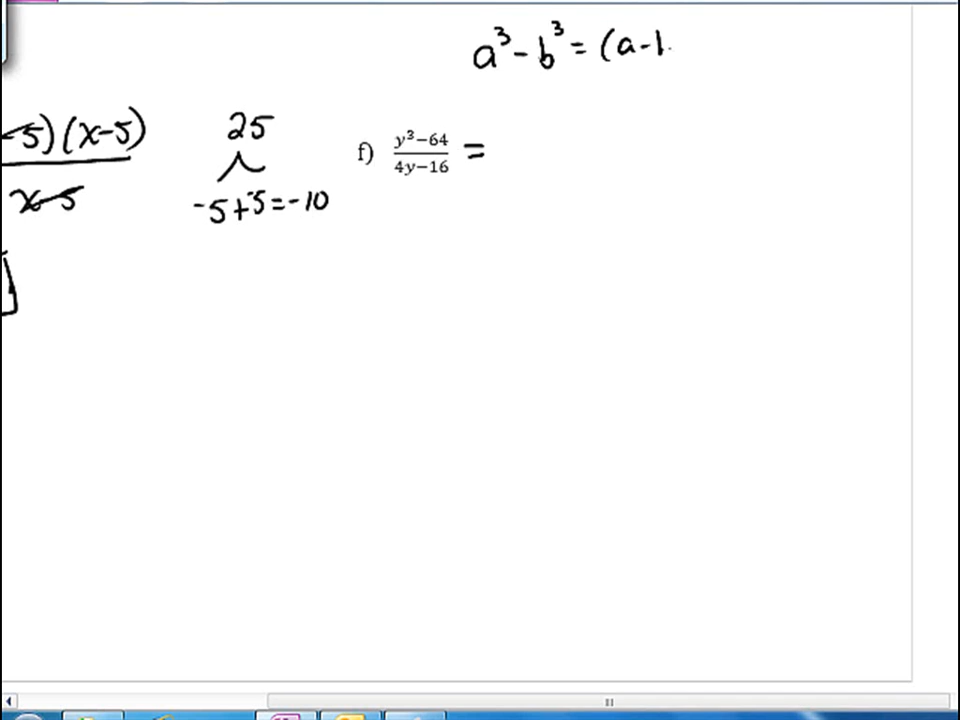 a³ - b³ = (a-
-5)(x-5)
x-5
25
-5+-5=-10
f) y³−64 / 4y−16 =